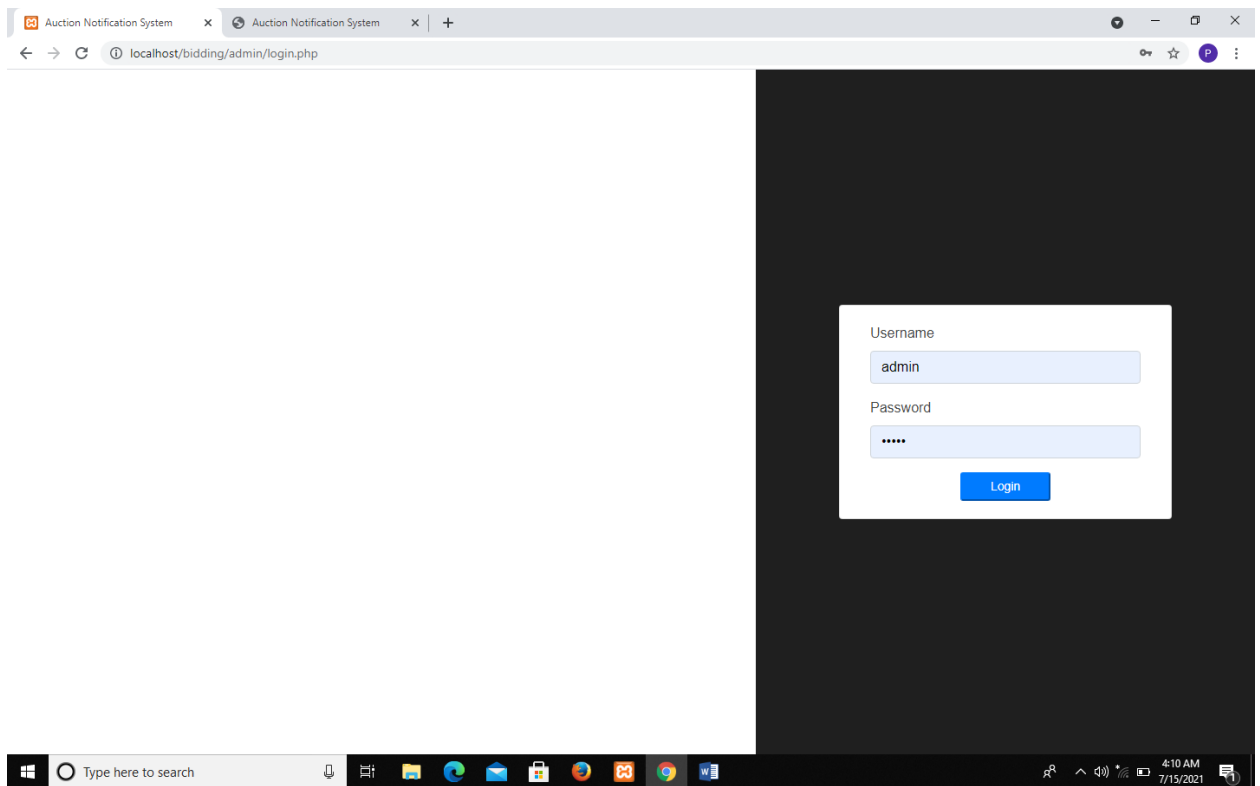 Auction Notification System Auction Notification System
localhost/bidding/admin/login.php
P
Username
admin
Password
•••••
Login
Type here to search
4:10 AM
7/15/2021
1